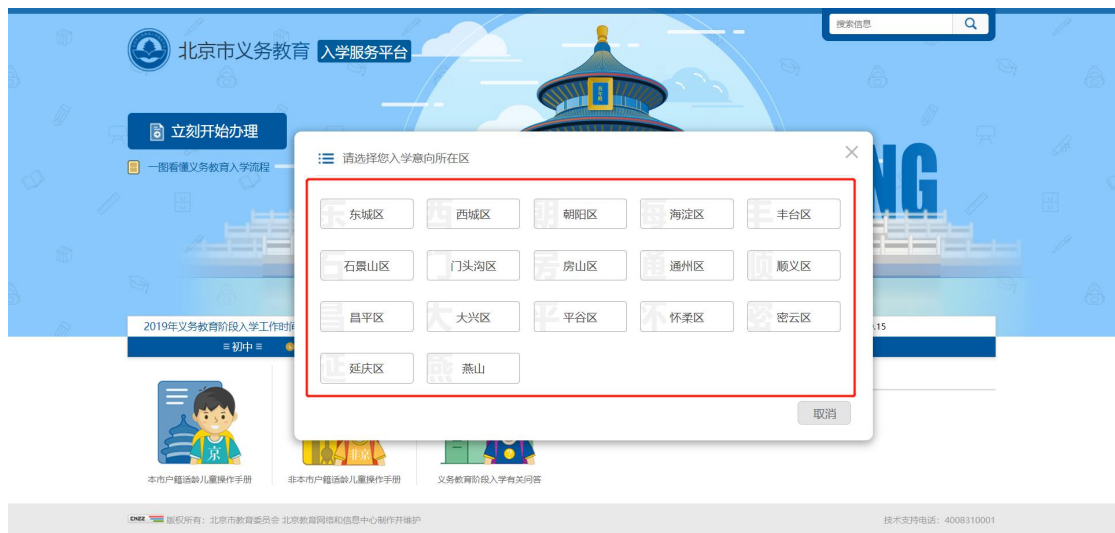 搜索信息
北京市义务教育 入学服务平台
立刻开始办理
一图看懂义务教育入学流程
NG
请选择您入学意向所在区
东城区 西城区 朝阳区 海淀区 丰台区
石景山区 门头沟区 房山区 通州区 顺义区
昌平区 大兴区 平谷区 怀柔区 密云区
延庆区 燕山
取消
2019年义务教育阶段入学工作时间
.15
≡初中≡
京
非京
本市户籍适龄儿童操作手册 非本市户籍适龄儿童操作手册 义务教育阶段入学有关问答
版权所有：北京市教育委员会 北京教育网络和信息中心制作并维护 技术支持电话：4008310001